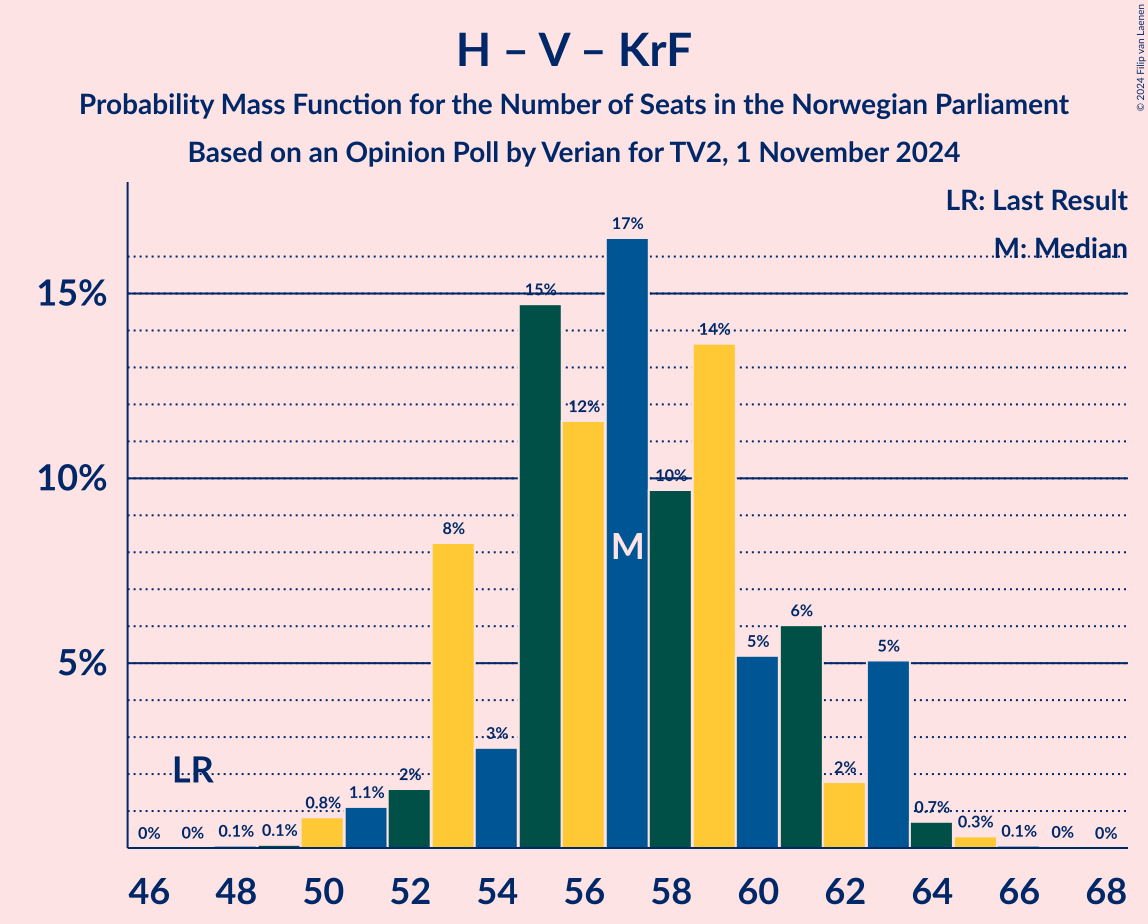 H – V – KrF
Probability Mass Function for the Number of Seats in the Norwegian Parliament
Based on an Opinion Poll by Verian for TV2, 1 November 2024
© 2024 Filip van Laenen
LR: Last Result
M: Median
15%
10%
5%
0%
0%
0.1%
0.1%
0.8%
1.1%
2%
8%
3%
15%
12%
17%
10%
14%
5%
6%
2%
5%
0.7%
0.3%
0.1%
0%
0%
LR
M
46 48 50 52 54 56 58 60 62 64 66 68